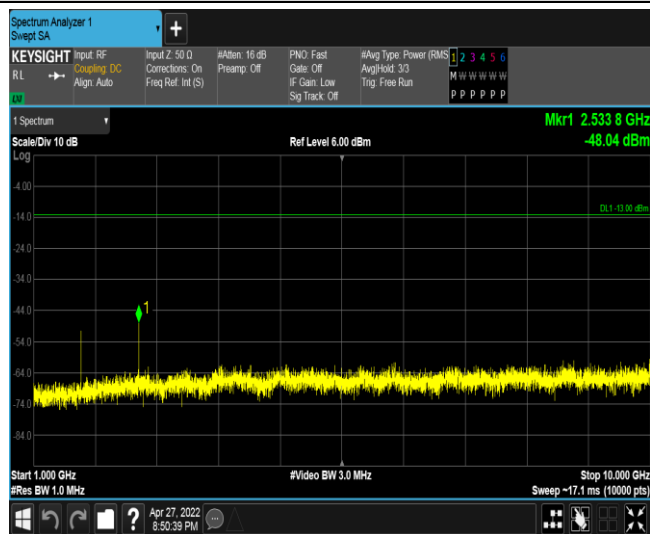 Spectrum Analyzer 1
Swept SA
+
KEYSIGHT
RL
LXI
Input: RF
Coupling: DC
Align: Auto
Input Z: 50 Ω
Corrections: On
Freq Ref: Int (S)
#Atten: 16 dB
Preamp: Off
PNO: Fast
Gate: Off
IF Gain: Low
Sig Track: Off
#Avg Type: Power (RMS
Avg|Hold: 3/3
Trig: Free Run
1 2 3 4 5 6
M W W W W W
P P P P P P
1 Spectrum
Mkr1 2.533 8 GHz
Scale/Div 10 dB
Ref Level 6.00 dBm
-48.04 dBm
Log
-4.00
DL1 -13.00 dBm
-14.0
-24.0
-34.0
1
-44.0
-54.0
-64.0
-74.0
-84.0
Start 1.000 GHz
#Video BW 3.0 MHz
Stop 10.000 GHz
#Res BW 1.0 MHz
Sweep ~17.1 ms (10000 pts)
?
Apr 27, 2022
8:50:39 PM